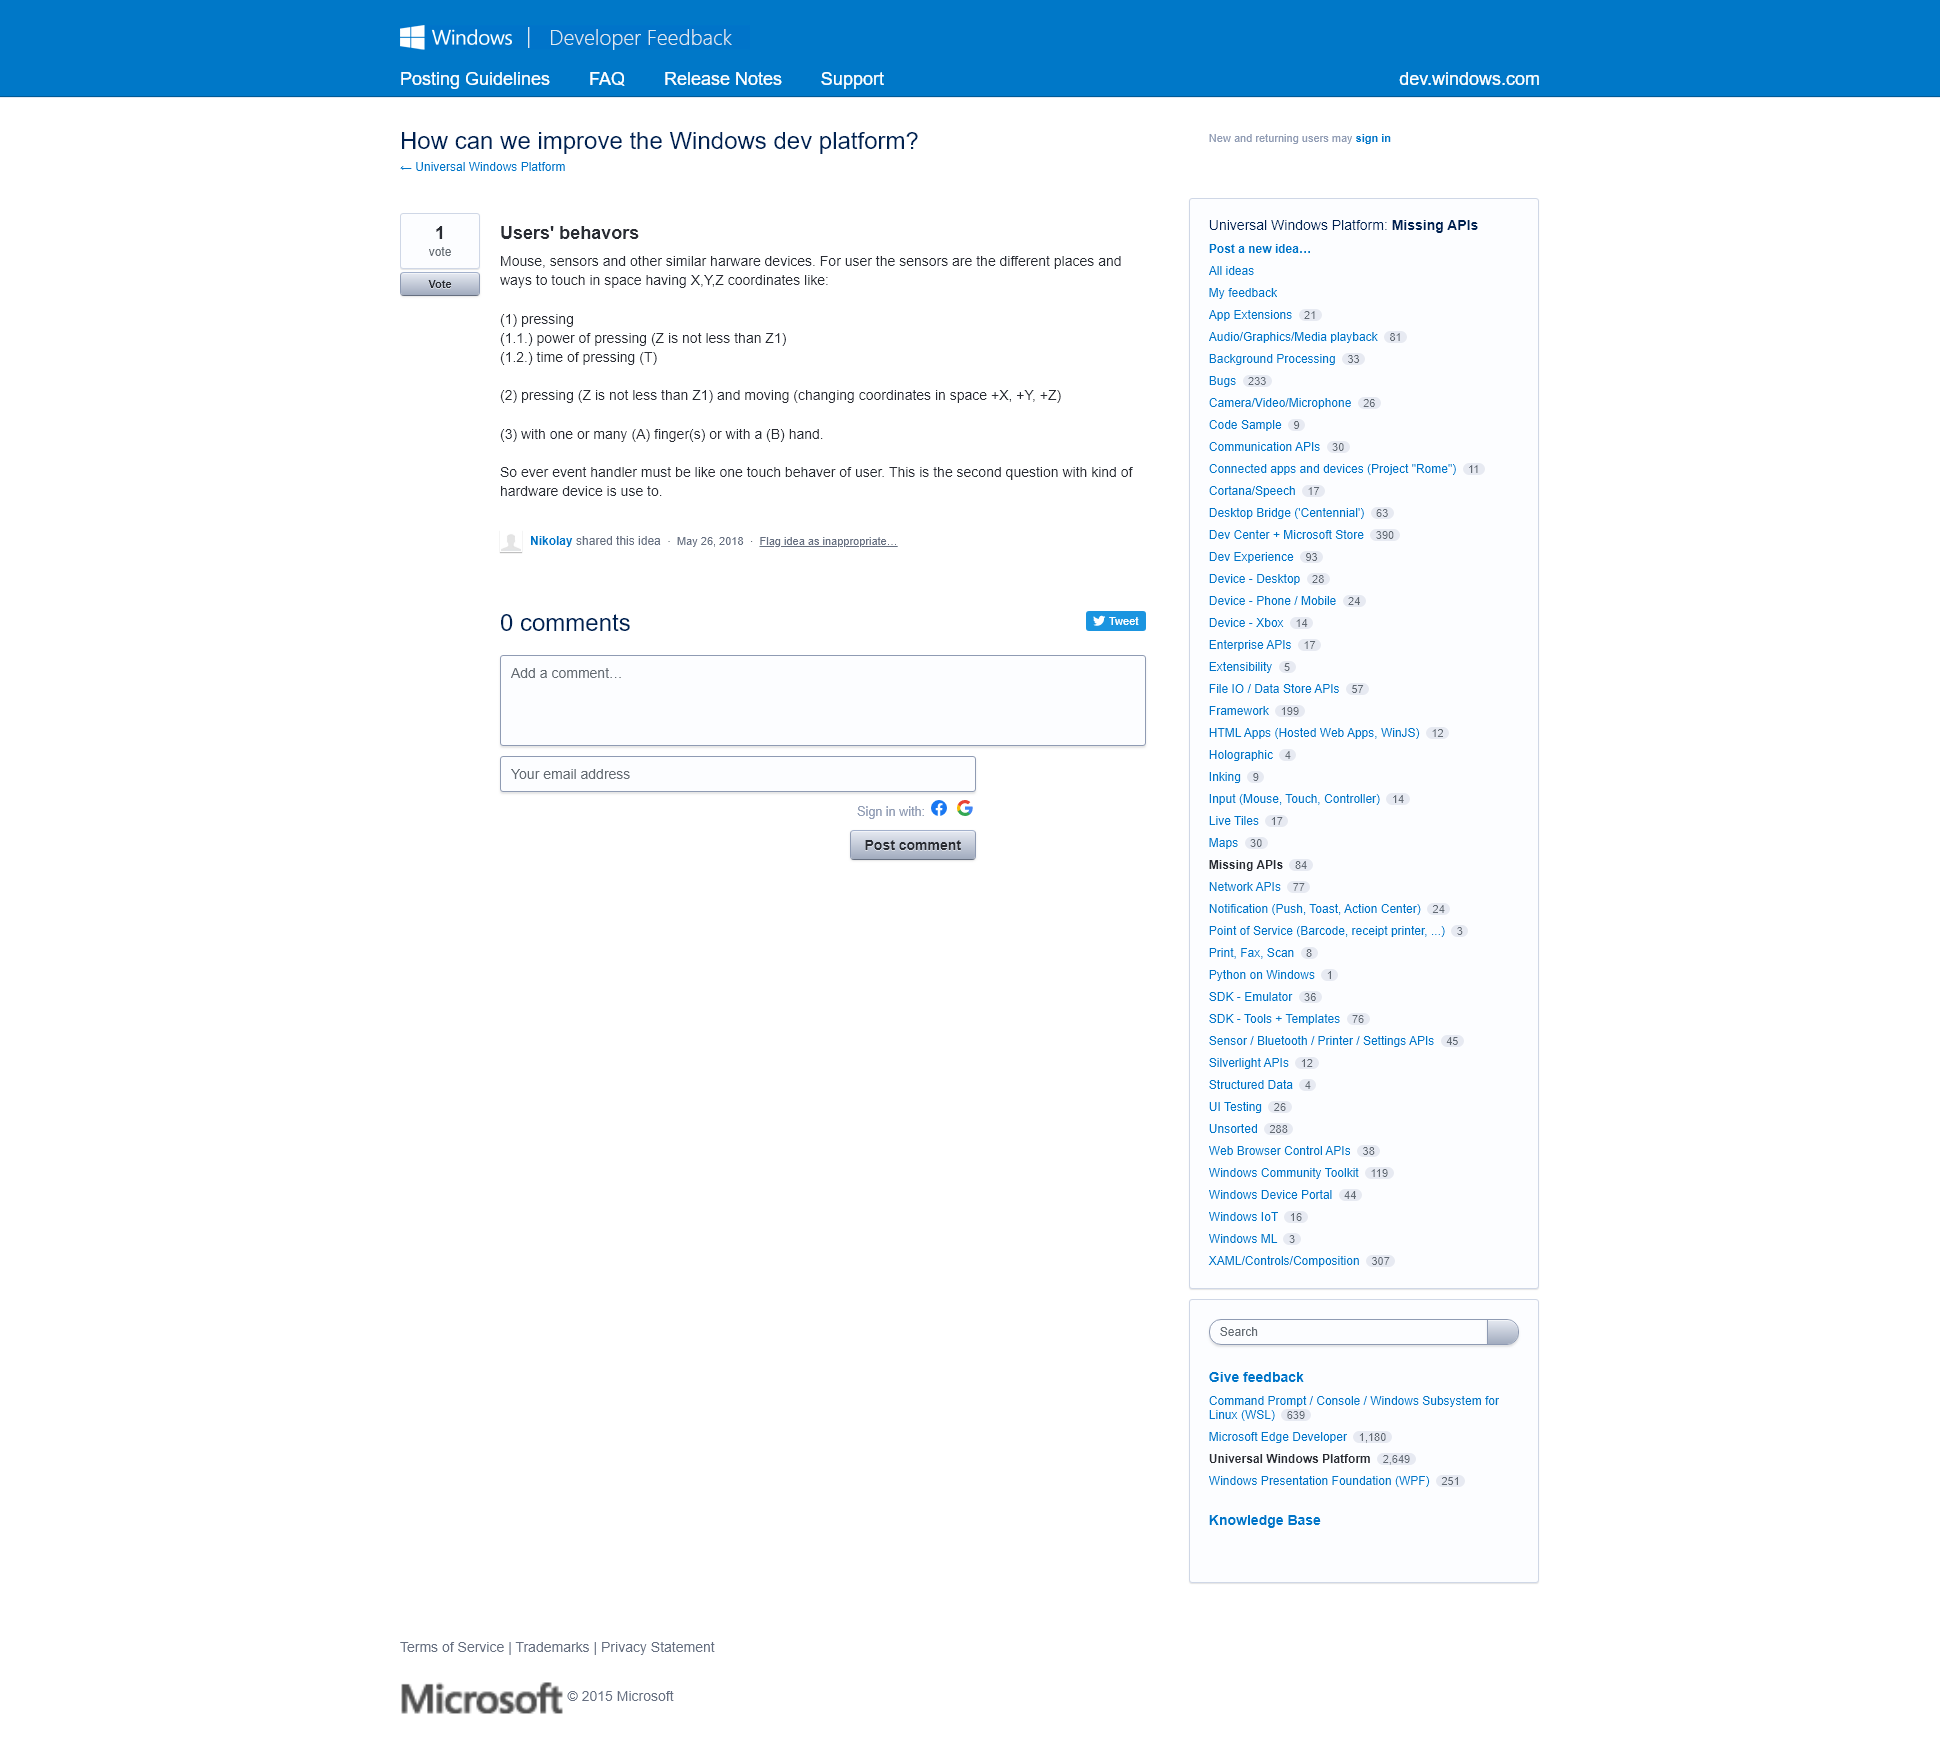 Windows | Developer Feedback
Posting Guidelines FAQ Release Notes Support dev.windows.com
How can we improve the Windows dev platform?
← Universal Windows Platform
New and returning users may sign in
1
vote
Vote
Users' behavors
Mouse, sensors and other similar harware devices. For user the sensors are the different places and
ways to touch in space having X,Y,Z coordinates like:
(1) pressing
(1.1.) power of pressing (Z is not less than Z1)
(1.2.) time of pressing (T)
(2) pressing (Z is not less than Z1) and moving (changing coordinates in space +X, +Y, +Z)
(3) with one or many (A) finger(s) or with a (B) hand.
So ever event handler must be like one touch behaver of user. This is the second question with kind of
hardware device is use to.
Nikolay shared this idea · May 26, 2018 · Flag idea as inappropriate…
0 comments
Tweet
Add a comment…
Your email address
Sign in with:
Post comment
Universal Windows Platform: Missing APIs
Post a new idea…
All ideas
My feedback
App Extensions 21
Audio/Graphics/Media playback 81
Background Processing 33
Bugs 233
Camera/Video/Microphone 26
Code Sample 9
Communication APIs 30
Connected apps and devices (Project "Rome") 11
Cortana/Speech 17
Desktop Bridge ('Centennial') 63
Dev Center + Microsoft Store 390
Dev Experience 93
Device - Desktop 28
Device - Phone / Mobile 24
Device - Xbox 14
Enterprise APIs 17
Extensibility 5
File IO / Data Store APIs 57
Framework 199
HTML Apps (Hosted Web Apps, WinJS) 12
Holographic 4
Inking 9
Input (Mouse, Touch, Controller) 14
Live Tiles 17
Maps 30
Missing APIs 84
Network APIs 77
Notification (Push, Toast, Action Center) 24
Point of Service (Barcode, receipt printer, ...) 3
Print, Fax, Scan 8
Python on Windows 1
SDK - Emulator 36
SDK - Tools + Templates 76
Sensor / Bluetooth / Printer / Settings APIs 45
Silverlight APIs 12
Structured Data 4
UI Testing 26
Unsorted 288
Web Browser Control APIs 38
Windows Community Toolkit 119
Windows Device Portal 44
Windows IoT 16
Windows ML 3
XAML/Controls/Composition 307
Search
Give feedback
Command Prompt / Console / Windows Subsystem for
Linux (WSL) 639
Microsoft Edge Developer 1,180
Universal Windows Platform 2,649
Windows Presentation Foundation (WPF) 251
Knowledge Base
Terms of Service | Trademarks | Privacy Statement
Microsoft © 2015 Microsoft